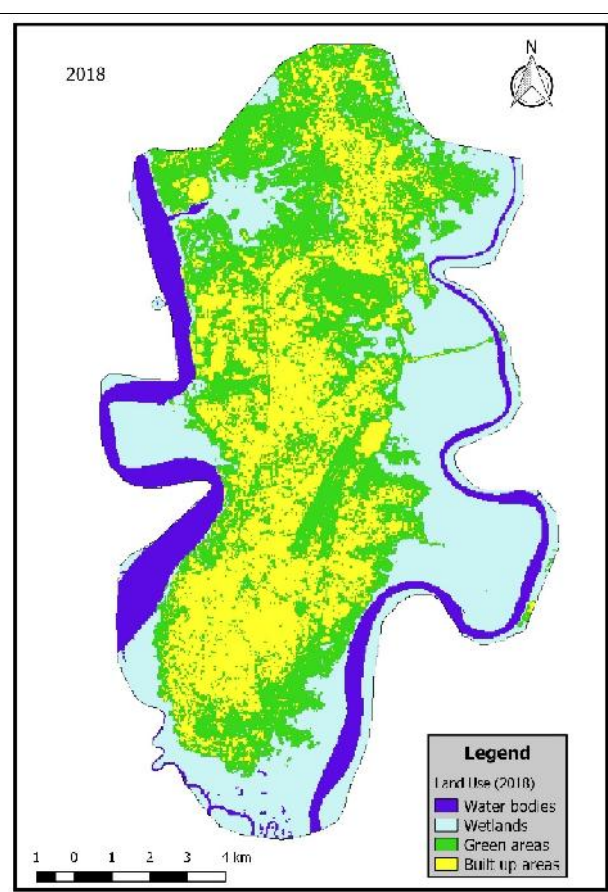 2018
N
Legend
Land Use (2018)
Water bodies
Wetlands
Green areas
Built up areas
1 0 1 2 3 4 km